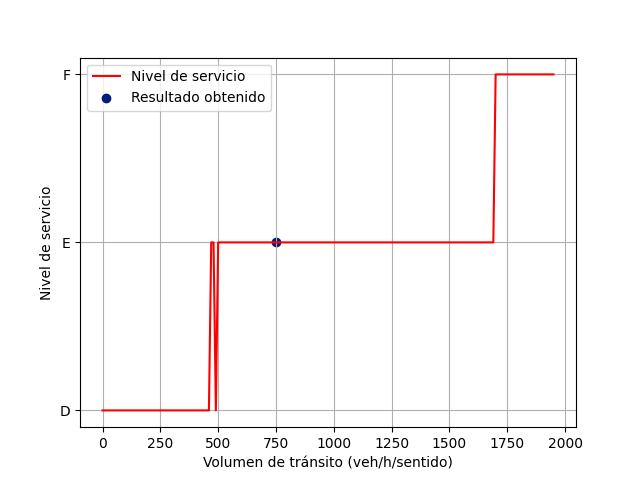 Nivel de servicio
Resultado obtenido
F
E
D
Nivel de servicio
0 250 500 750 1000 1250 1500 1750 2000
Volumen de tránsito (veh/h/sentido)